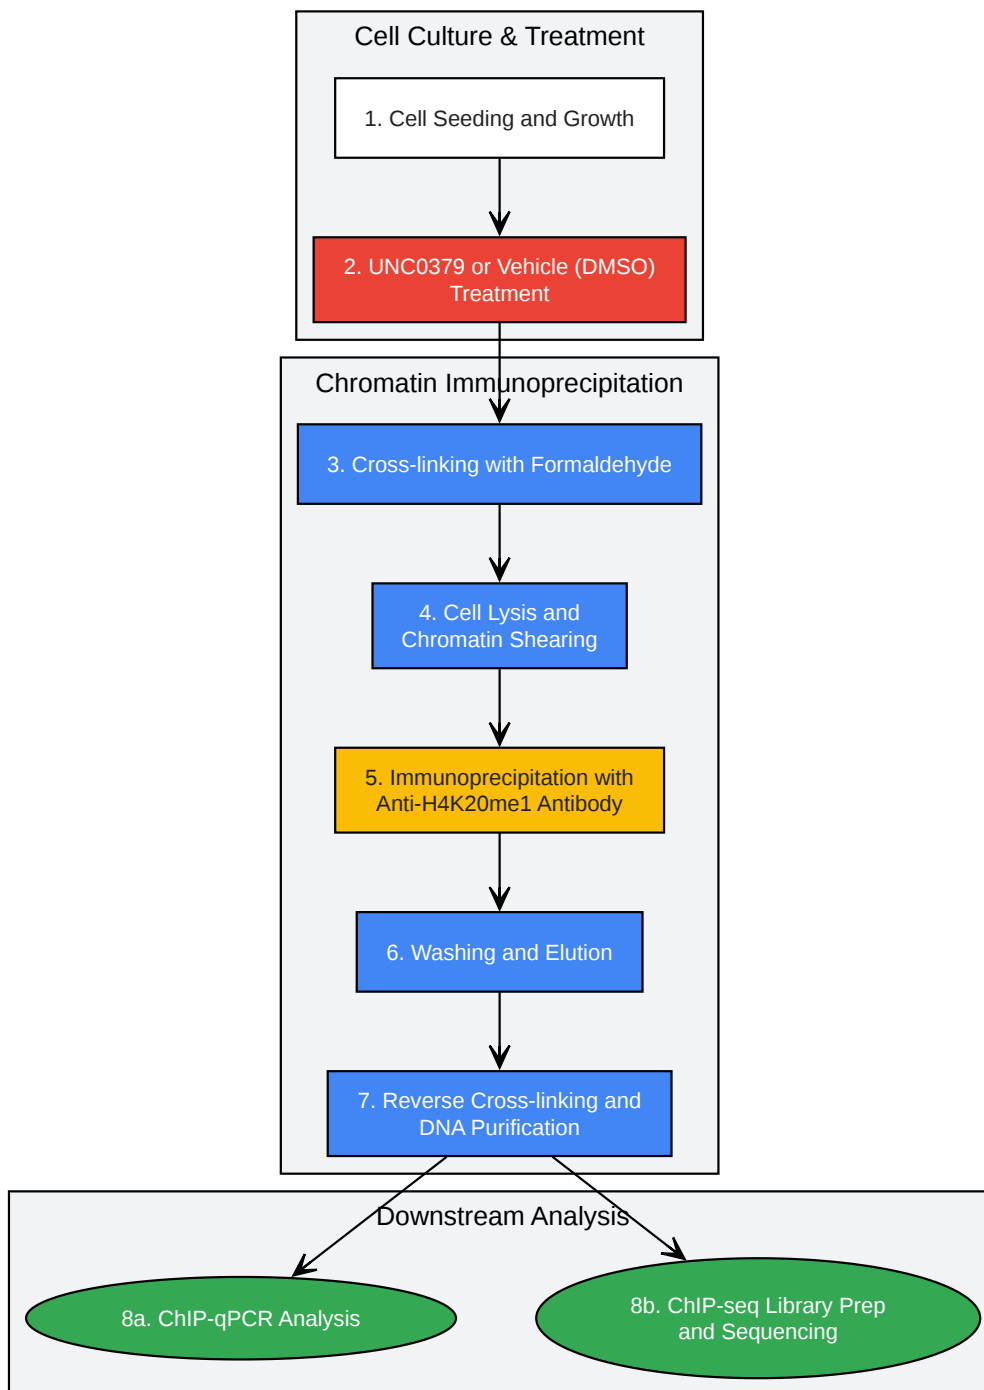 Cell Culture & Treatment
1. Cell Seeding and Growth
2. UNC0379 or Vehicle (DMSO)
Treatment
Chromatin Immunoprecipitation
3. Cross-linking with Formaldehyde
4. Cell Lysis and
Chromatin Shearing
5. Immunoprecipitation with
Anti-H4K20me1 Antibody
6. Washing and Elution
7. Reverse Cross-linking and
DNA Purification
Downstream Analysis
8a. ChIP-qPCR Analysis
8b. ChIP-seq Library Prep
and Sequencing